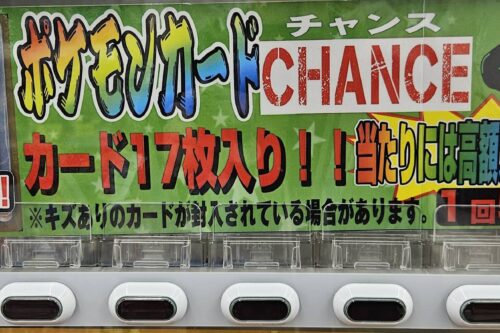 チャンス
ポケモンカード CHANCE
カード17枚入り！！当たりには高額
※キズありのカードが封入されている場合があります。 1回
!